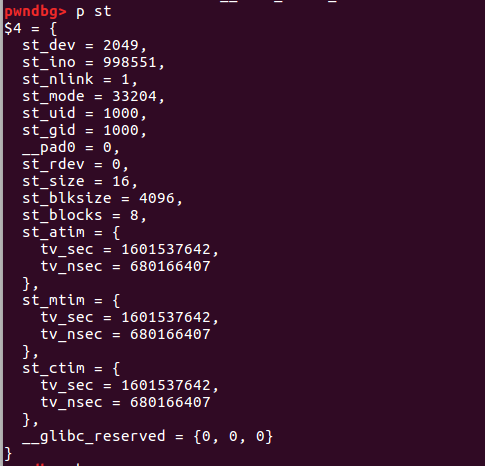 pwndbg> p st
$4 = {
  st_dev = 2049,
  st_ino = 998551,
  st_nlink = 1,
  st_mode = 33204,
  st_uid = 1000,
  st_gid = 1000,
  __pad0 = 0,
  st_rdev = 0,
  st_size = 16,
  st_blksize = 4096,
  st_blocks = 8,
  st_atim = {
    tv_sec = 1601537642,
    tv_nsec = 680166407
  },
  st_mtim = {
    tv_sec = 1601537642,
    tv_nsec = 680166407
  },
  st_ctim = {
    tv_sec = 1601537642,
    tv_nsec = 680166407
  },
  __glibc_reserved = {0, 0, 0}
}